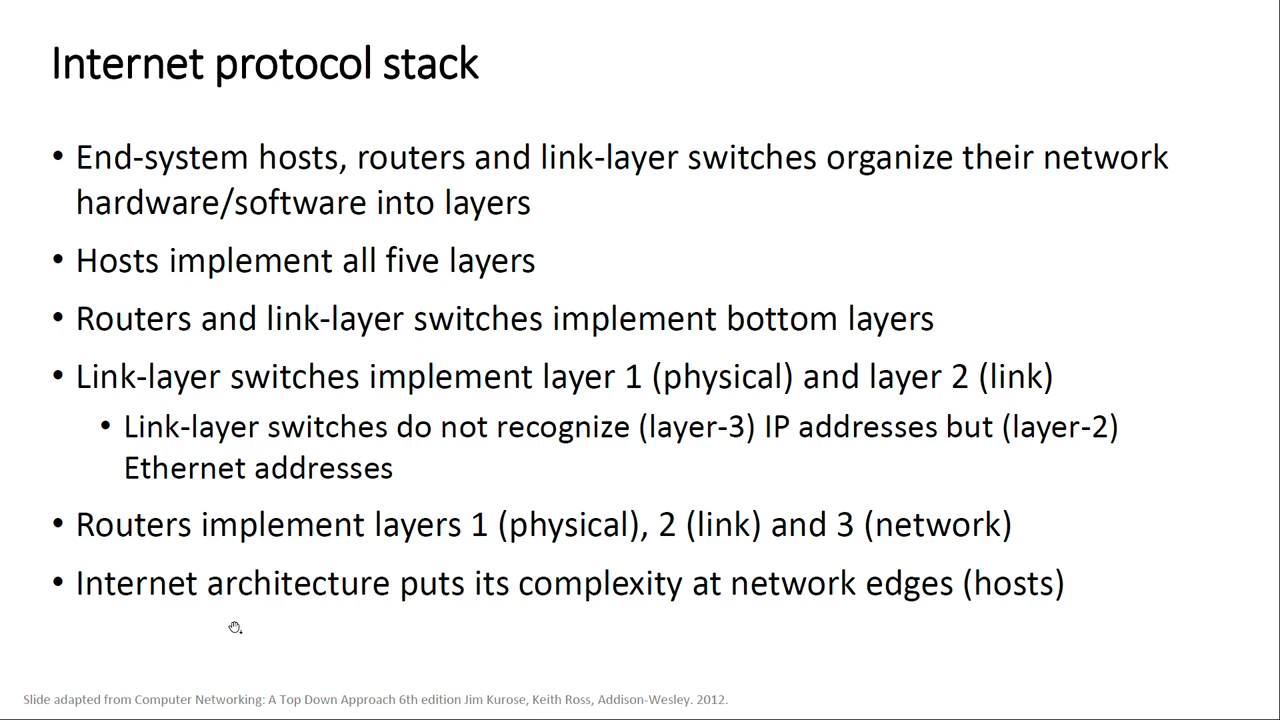 Internet protocol stack
• End-system hosts, routers and link-layer switches organize their network
hardware/software into layers
• Hosts implement all five layers
• Routers and link-layer switches implement bottom layers
• Link-layer switches implement layer 1 (physical) and layer 2 (link)
• Link-layer switches do not recognize (layer-3) IP addresses but (layer-2)
Ethernet addresses
• Routers implement layers 1 (physical), 2 (link) and 3 (network)
• Internet architecture puts its complexity at network edges (hosts)
Slide adapted from Computer Networking: A Top Down Approach 6th edition Jim Kurose, Keith Ross, Addison-Wesley. 2012.